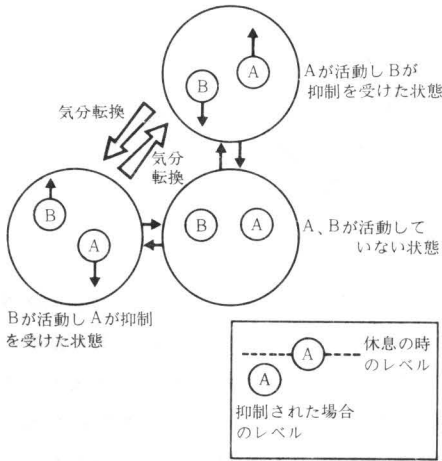 A
B
Aが活動しBが
抑制を受けた状態
気分転換
気分
転換
B
A
B
A
A、Bが活動して
いない状態
Bが活動しAが抑制
を受けた状態
A
休息の時
のレベル
A
抑制された場合
のレベル